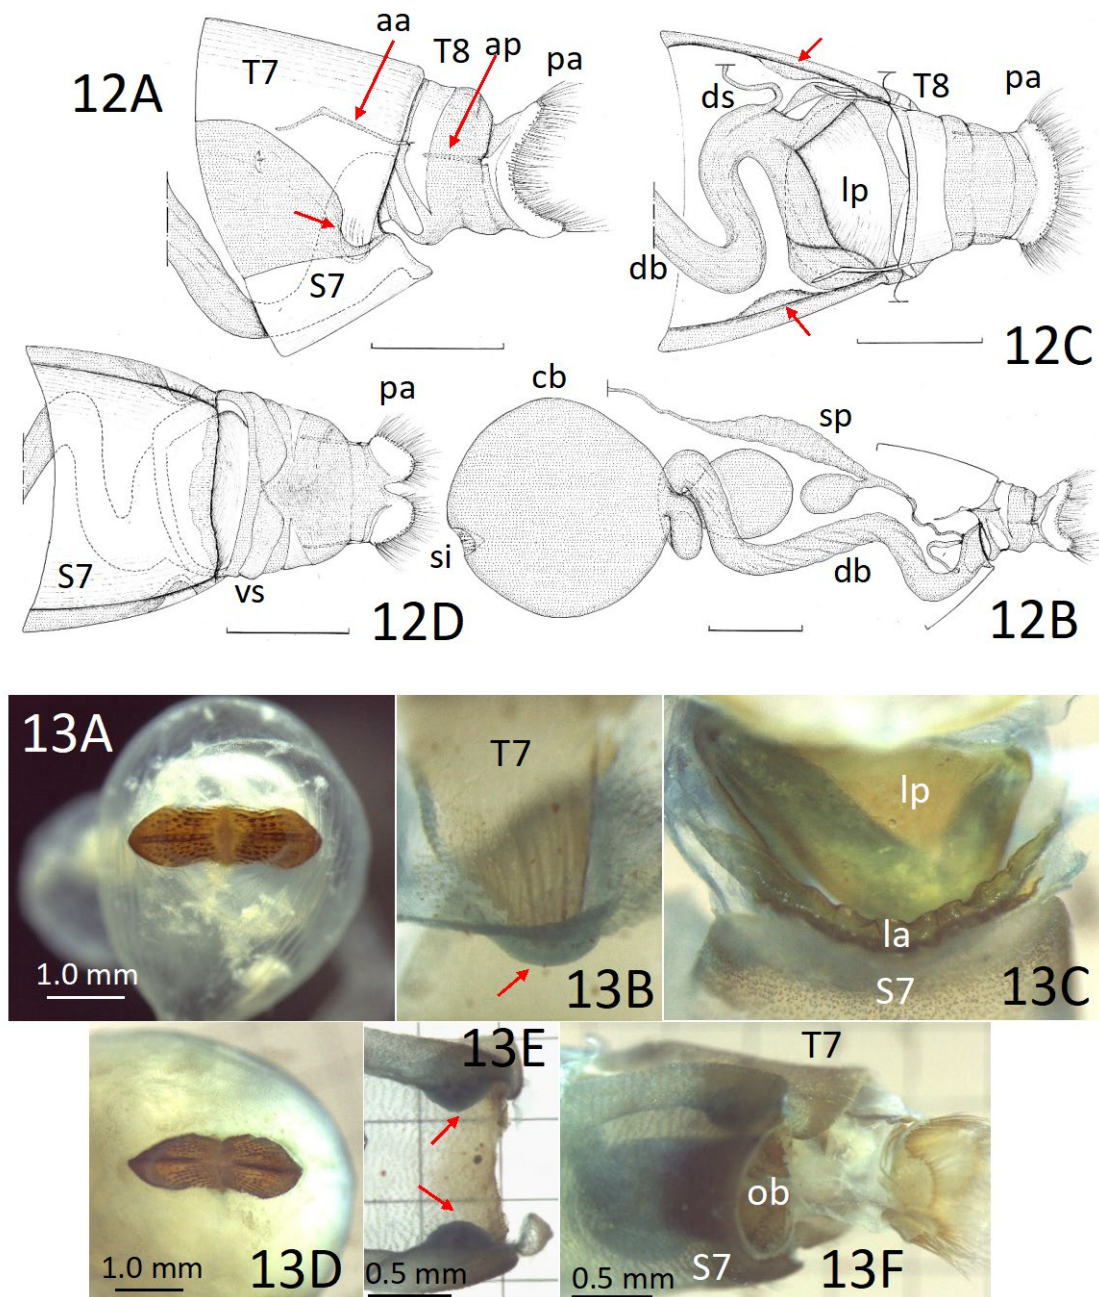 aa
T8
ap
pa
12A
T7
S7
ds
T8
pa
lp
db
12C
pa
S7
vs
12D
cb
sp
si
db
12B
13A
1.0 mm
T7
13B
lp
la
S7
13C
1.0 mm
13D
13E
0.5 mm
T7
ob
S7
0.5 mm
13F